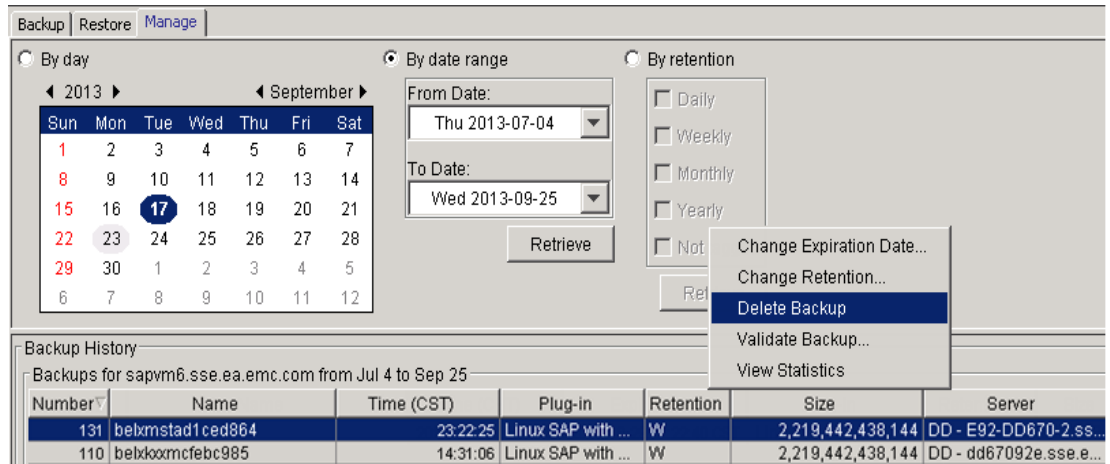 Backup Restore Manage
By day By date range By retention
2013 September
From Date:
Daily
Sun Mon Tue Wed Thu Fri Sat
Thu 2013-07-04
1 2 3 4 5 6 7
Weekly
8 9 10 11 12 13 14
To Date:
Monthly
15 16 17 18 19 20 21
Wed 2013-09-25
Yearly
22 23 24 25 26 27 28
Retrieve
Not
29 30 1 2 3 4 5
6 7 8 9 10 11 12
Change Expiration Date...
Change Retention...
Delete Backup
Validate Backup...
View Statistics
Backup History
Backups for sapvm6.sse.ea.emc.com from Jul 4 to Sep 25
Number Name Time (CST) Plug-in Retention Size Server
131 belxmstad1ced864 23:22:25 Linux SAP with ... W 2,219,442,438,144 DD - E92-DD670-2.ss...
110 belxkxxmcfebc985 14:31:06 Linux SAP with ... W 2,219,442,438,144 DD - dd67092e.sse.e...